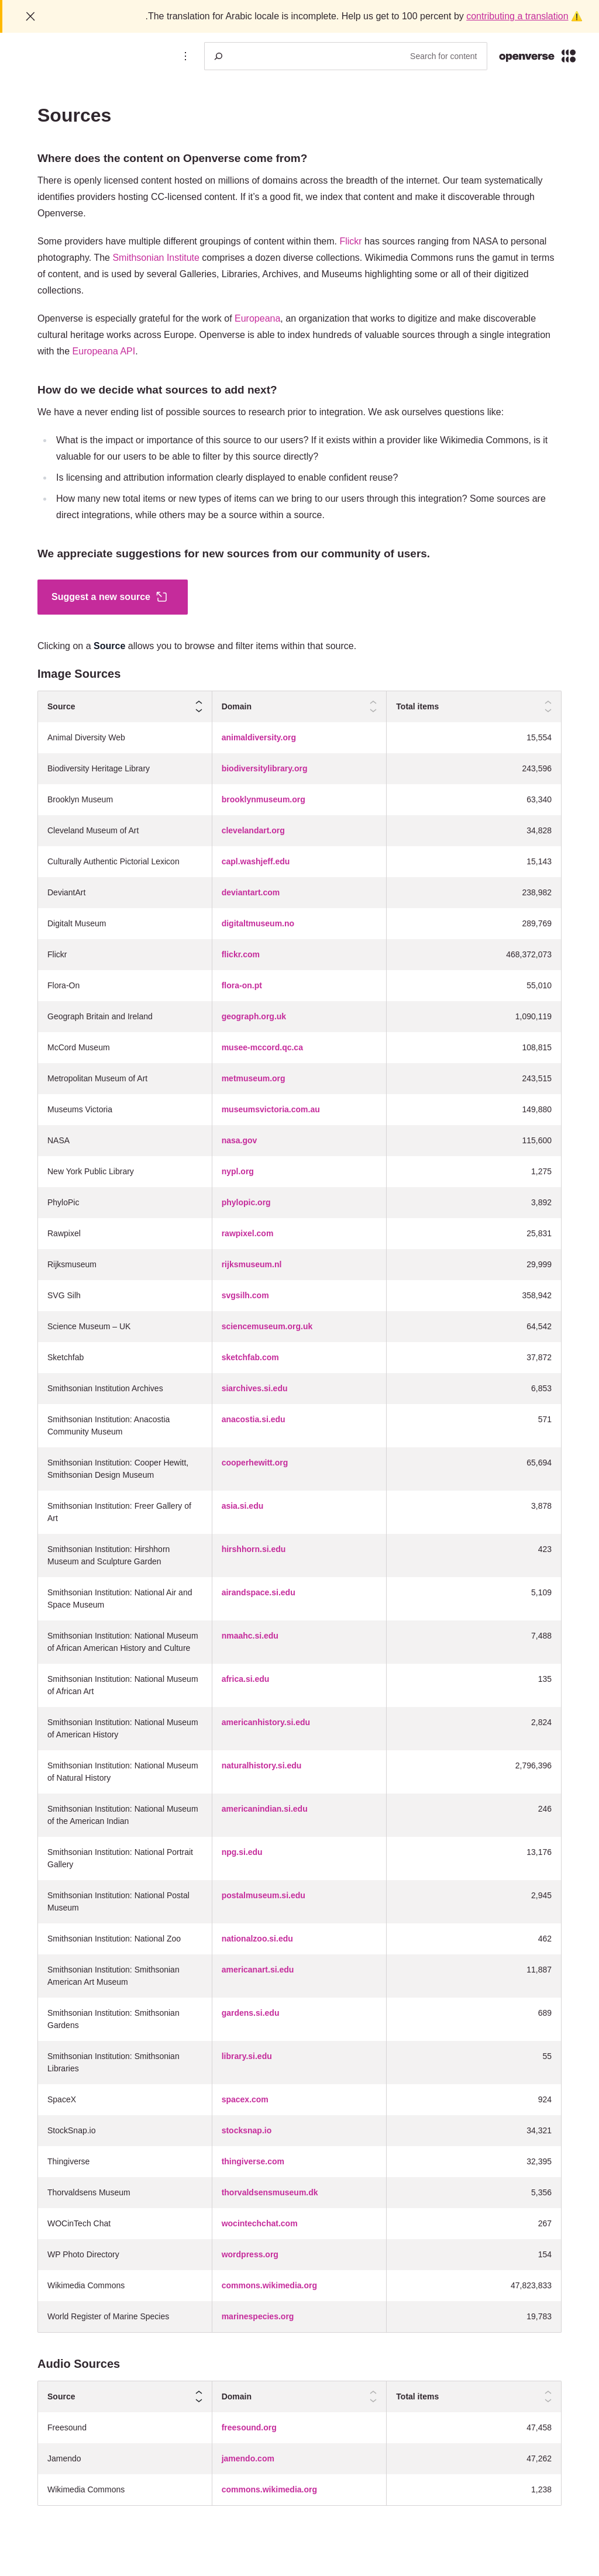 .The translation for Arabic locale is incomplete. Help us get to 100 percent by contributing a translation
Search for content
openverse
Sources
Where does the content on Openverse come from?
There is openly licensed content hosted on millions of domains across the breadth of the internet. Our team systematically
identifies providers hosting CC-licensed content. If it's a good fit, we index that content and make it discoverable through
Openverse.
Some providers have multiple different groupings of content within them. Flickr has sources ranging from NASA to personal
photography. The Smithsonian Institute comprises a dozen diverse collections. Wikimedia Commons runs the gamut in terms
of content, and is used by several Galleries, Libraries, Archives, and Museums highlighting some or all of their digitized
collections.
Openverse is especially grateful for the work of Europeana, an organization that works to digitize and make discoverable
cultural heritage works across Europe. Openverse is able to index hundreds of valuable sources through a single integration
with the Europeana API.
How do we decide what sources to add next?
We have a never ending list of possible sources to research prior to integration. We ask ourselves questions like:
What is the impact or importance of this source to our users? If it exists within a provider like Wikimedia Commons, is it
valuable for our users to be able to filter by this source directly?
Is licensing and attribution information clearly displayed to enable confident reuse?
How many new total items or new types of items can we bring to our users through this integration? Some sources are
direct integrations, while others may be a source within a source.
We appreciate suggestions for new sources from our community of users.
Suggest a new source
Clicking on a Source allows you to browse and filter items within that source.
Image Sources
Source Domain Total items
Animal Diversity Web animaldiversity.org 15,554
Biodiversity Heritage Library biodiversitylibrary.org 243,596
Brooklyn Museum brooklynmuseum.org 63,340
Cleveland Museum of Art clevelandart.org 34,828
Culturally Authentic Pictorial Lexicon capl.washjeff.edu 15,143
DeviantArt deviantart.com 238,982
Digitalt Museum digitaltmuseum.no 289,769
Flickr flickr.com 468,372,073
Flora-On flora-on.pt 55,010
Geograph Britain and Ireland geograph.org.uk 1,090,119
McCord Museum musee-mccord.qc.ca 108,815
Metropolitan Museum of Art metmuseum.org 243,515
Museums Victoria museumsvictoria.com.au 149,880
NASA nasa.gov 115,600
New York Public Library nypl.org 1,275
PhyloPic phylopic.org 3,892
Rawpixel rawpixel.com 25,831
Rijksmuseum rijksmuseum.nl 29,999
SVG Silh svgsilh.com 358,942
Science Museum – UK sciencemuseum.org.uk 64,542
Sketchfab sketchfab.com 37,872
Smithsonian Institution Archives siarchives.si.edu 6,853
Smithsonian Institution: Anacostia anacostia.si.edu 571
Community Museum
Smithsonian Institution: Cooper Hewitt, cooperhewitt.org 65,694
Smithsonian Design Museum
Smithsonian Institution: Freer Gallery of asia.si.edu 3,878
Art
Smithsonian Institution: Hirshhorn hirshhorn.si.edu 423
Museum and Sculpture Garden
Smithsonian Institution: National Air and airandspace.si.edu 5,109
Space Museum
Smithsonian Institution: National Museum nmaahc.si.edu 7,488
of African American History and Culture
Smithsonian Institution: National Museum africa.si.edu 135
of African Art
Smithsonian Institution: National Museum americanhistory.si.edu 2,824
of American History
Smithsonian Institution: National Museum naturalhistory.si.edu 2,796,396
of Natural History
Smithsonian Institution: National Museum americanindian.si.edu 246
of the American Indian
Smithsonian Institution: National Portrait npg.si.edu 13,176
Gallery
Smithsonian Institution: National Postal postalmuseum.si.edu 2,945
Museum
Smithsonian Institution: National Zoo nationalzoo.si.edu 462
Smithsonian Institution: Smithsonian americanart.si.edu 11,887
American Art Museum
Smithsonian Institution: Smithsonian gardens.si.edu 689
Gardens
Smithsonian Institution: Smithsonian library.si.edu 55
Libraries
SpaceX spacex.com 924
StockSnap.io stocksnap.io 34,321
Thingiverse thingiverse.com 32,395
Thorvaldsens Museum thorvaldsensmuseum.dk 5,356
WOCinTech Chat wocintechchat.com 267
WP Photo Directory wordpress.org 154
Wikimedia Commons commons.wikimedia.org 47,823,833
World Register of Marine Species marinespecies.org 19,783
Audio Sources
Source Domain Total items
Freesound freesound.org 47,458
Jamendo jamendo.com 47,262
Wikimedia Commons commons.wikimedia.org 1,238